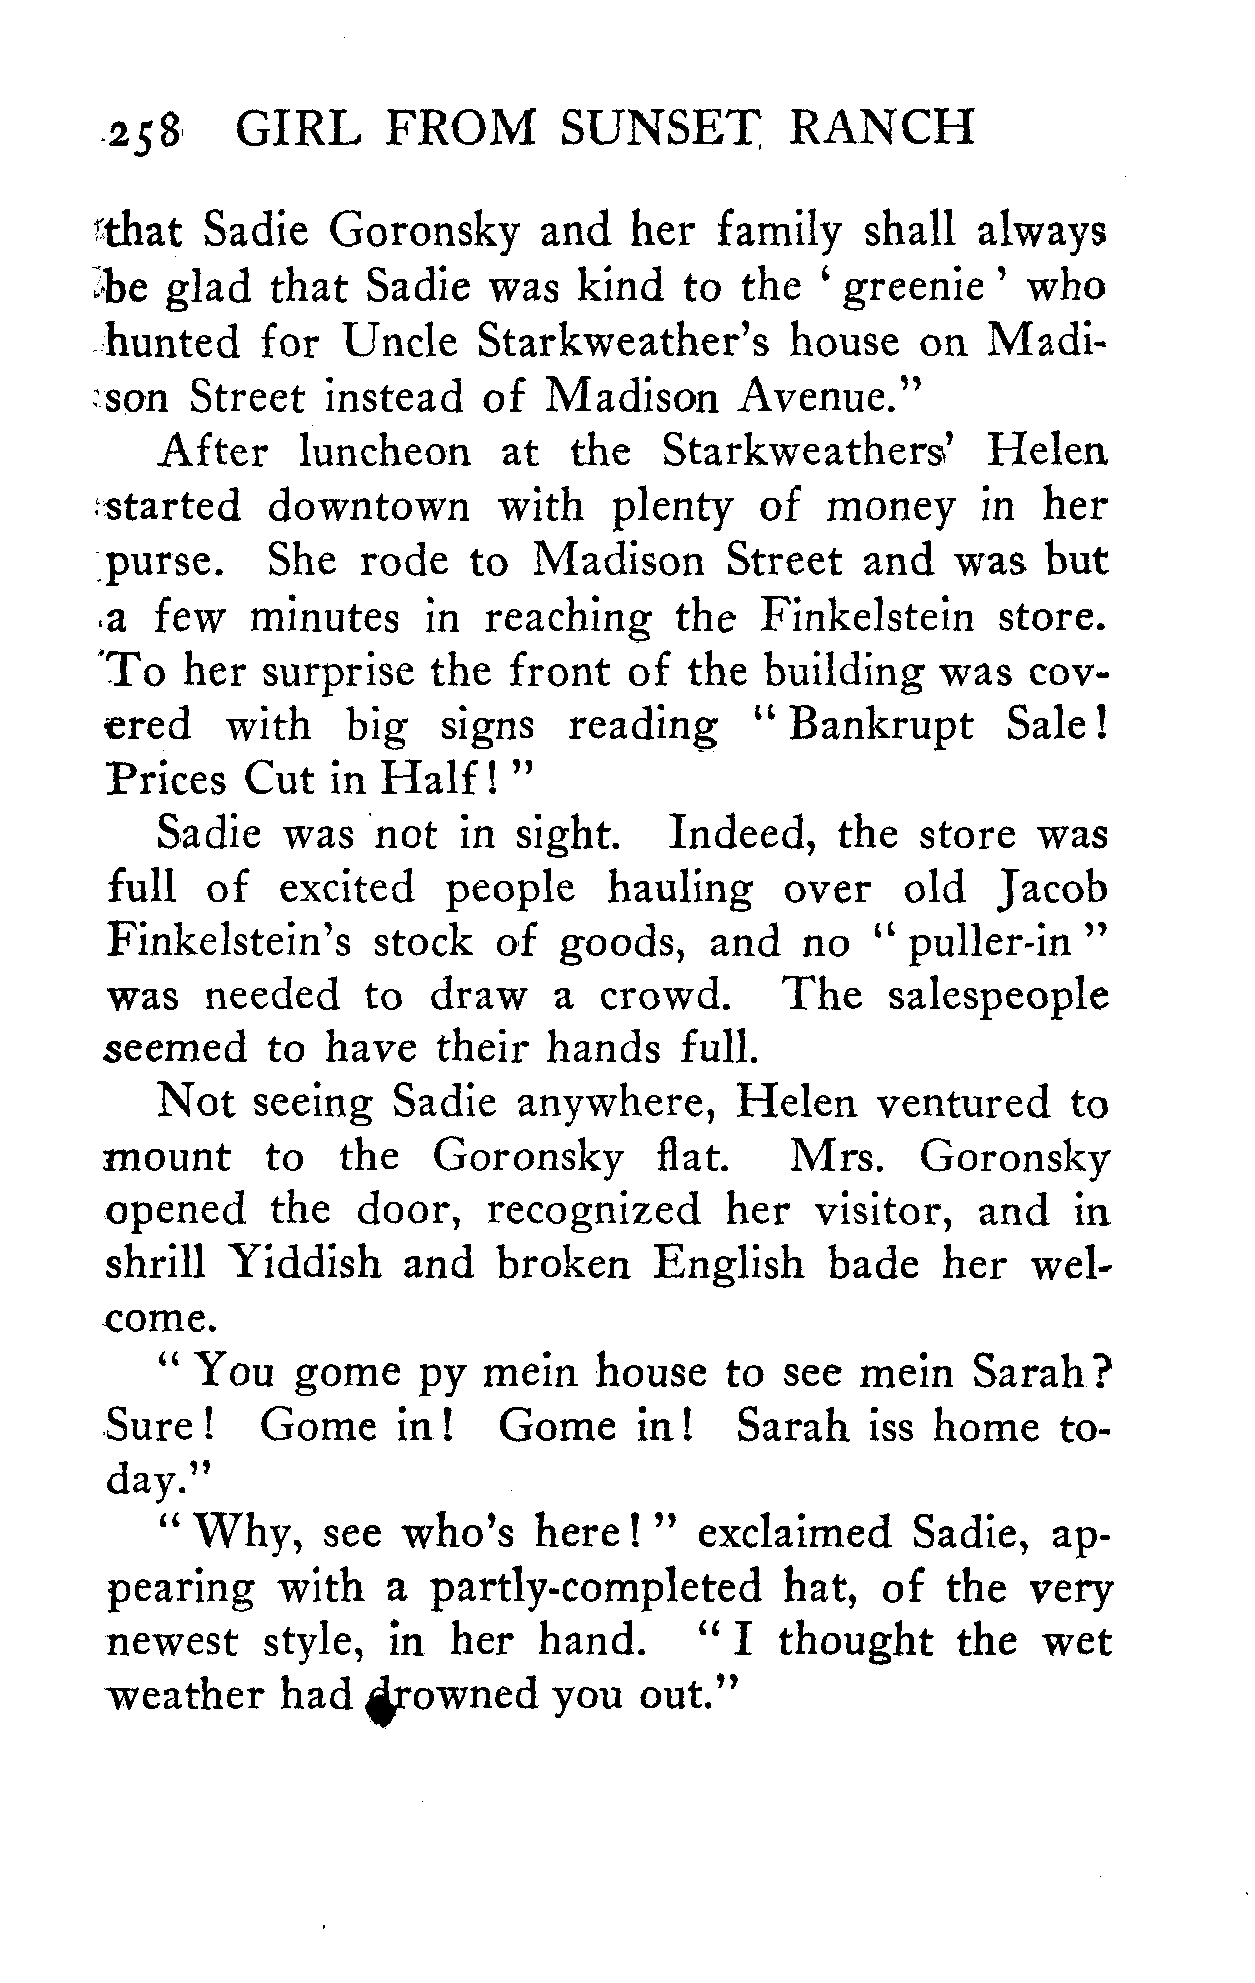 258 GIRL FROM SUNSET RANCH
that Sadie Goronsky and her family shall always
be glad that Sadie was kind to the ‘ greenie ’ who
hunted for Uncle Starkweather’s house on Madi-
son Street instead of Madison Avenue.”
After luncheon at the Starkweathers’ Helen
started downtown with plenty of money in her
purse. She rode to Madison Street and was but
a few minutes in reaching the Finkelstein store.
To her surprise the front of the building was cov-
ered with big signs reading “ Bankrupt Sale !
Prices Cut in Half ! ”
Sadie was not in sight. Indeed, the store was
full of excited people hauling over old Jacob
Finkelstein’s stock of goods, and no “ puller-in ”
was needed to draw a crowd. The salespeople
seemed to have their hands full.
Not seeing Sadie anywhere, Helen ventured to
mount to the Goronsky flat. Mrs. Goronsky
opened the door, recognized her visitor, and in
shrill Yiddish and broken English bade her wel-
come.
“ You gome py mein house to see mein Sarah ?
Sure ! Gome in ! Gome in ! Sarah iss home to-
day.”
“ Why, see who’s here ! ” exclaimed Sadie, ap-
pearing with a partly-completed hat, of the very
newest style, in her hand. “ I thought the wet
weather had drowned you out.”